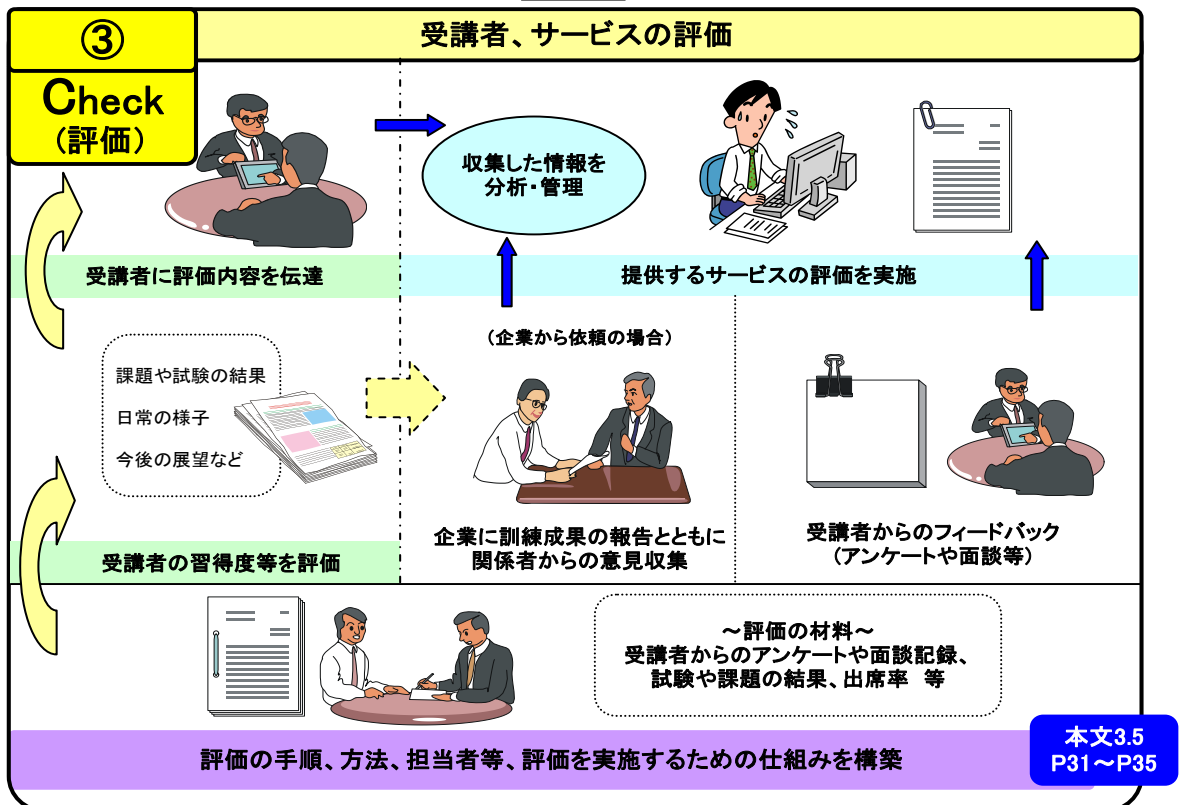 ③
Check
(評価)
受講者、サービスの評価
収集した情報を
分析・管理
受講者に評価内容を伝達
提供するサービスの評価を実施
課題や試験の結果
日常の様子
今後の展望など
(企業から依頼の場合)
企業に訓練成果の報告とともに
関係者からの意見収集
受講者からのフィードバック
(アンケートや面談等)
受講者の習得度等を評価
～評価の材料～
受講者からのアンケートや面談記録、
試験や課題の結果、出席率 等
評価の手順、方法、担当者等、評価を実施するための仕組みを構築
本文3.5
P31～P35